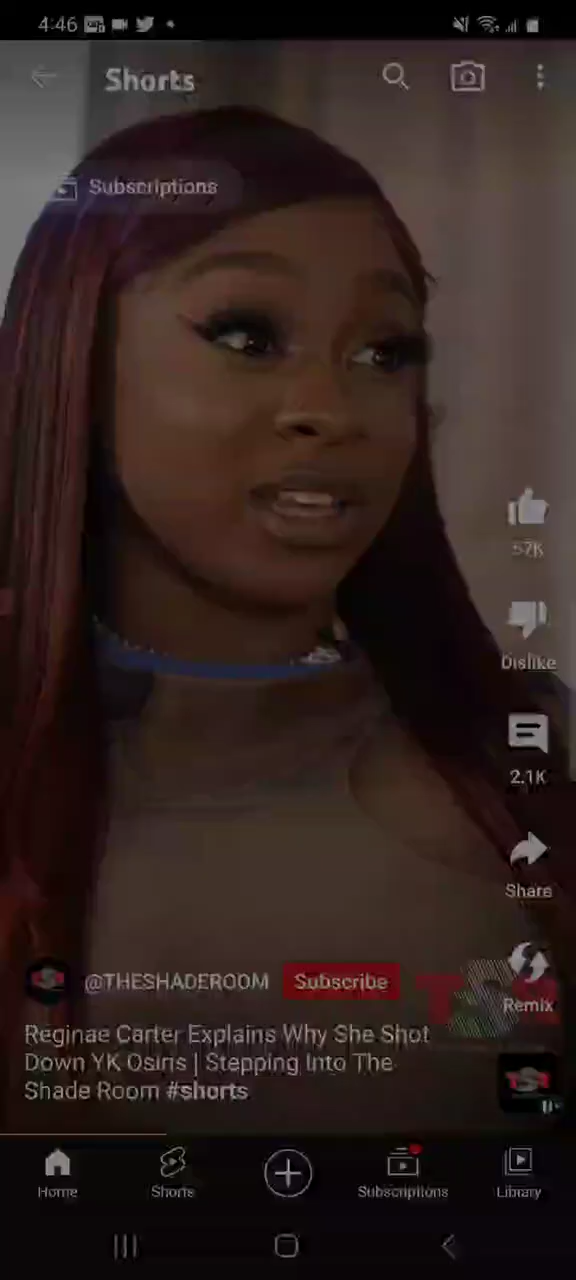 4:46
Shorts
Subscriptions
57K
Dislike
2.1K
Share
@THESHADEROOM Subscribe
Remix
Reginae Carter Explains Why She Shot
Down YK Osiris | Stepping Into The
Shade Room #shorts
Home
Shorts
Subscriptions
Library